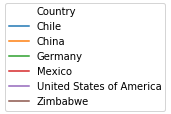 Country
Chile
China
Germany
Mexico
United States of America
Zimbabwe